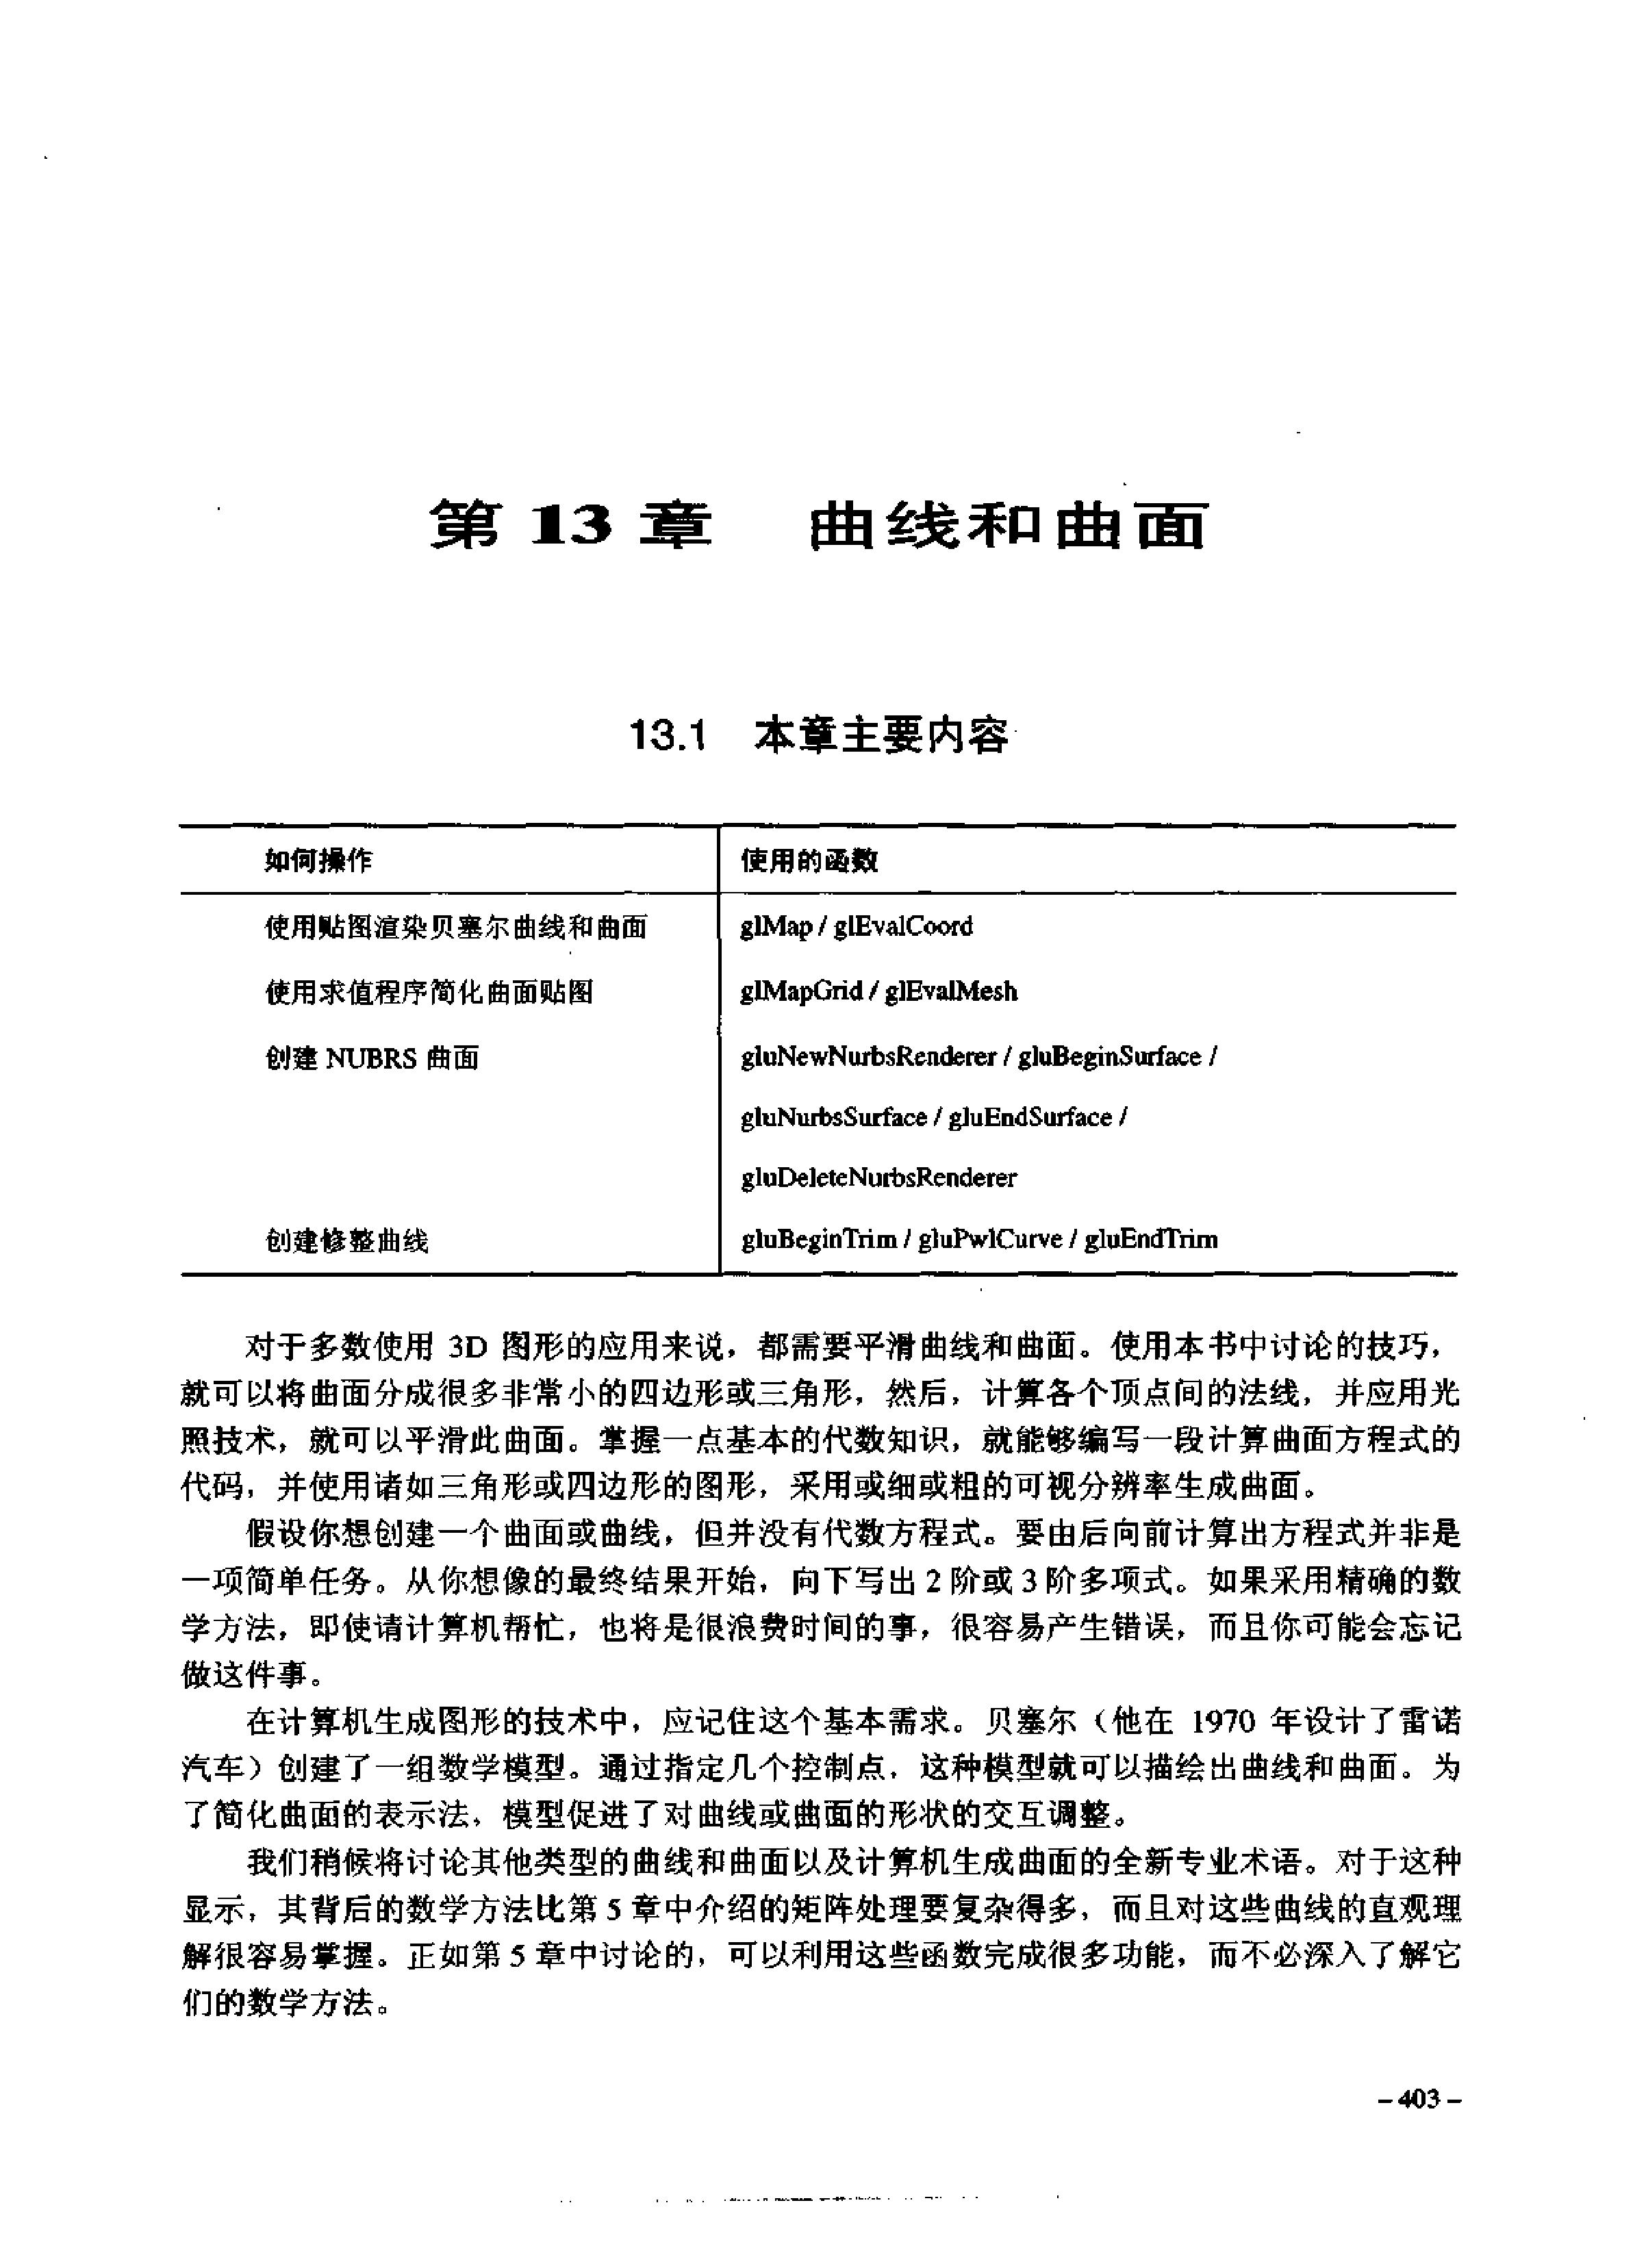 第 13 章 曲线和曲面
13.1 本章主要内容
如何操作 使用的函数
使用贴图渲染贝塞尔曲线和曲面 glMap / glEvalCoord
使用求值程序简化曲面贴图 glMapGrid / glEvalMesh
创建 NUBRS 曲面 gluNewNurbsRenderer / gluBeginSurface /
gluNurbsSurface / gluEndSurface /
gluDeleteNurbsRenderer
创建修整曲线 gluBeginTrim / gluPwlCurve / gluEndTrim
对于多数使用 3D 图形的应用来说，都需要平滑曲线和曲面。使用本书中讨论的技巧，
就可以将曲面分成很多非常小的四边形或三角形，然后，计算各个顶点间的法线，并应用光
照技术，就可以平滑此曲面。掌握一点基本的代数知识，就能够编写一段计算曲面方程式的
代码，并使用诸如三角形或四边形的图形，采用或细或粗的可视分辨率生成曲面。
假设你想创建一个曲面或曲线，但并没有代数方程式。要由后向前计算出方程式并非是
一项简单任务。从你想像的最终结果开始，向下写出 2 阶或 3 阶多项式。如果采用精确的数
学方法，即使请计算机帮忙，也将是很浪费时间的事，很容易产生错误，而且你可能会忘记
做这件事。
在计算机生成图形的技术中，应记住这个基本需求。贝塞尔（他在 1970 年设计了雷诺
汽车）创建了一组数学模型。通过指定几个控制点，这种模型就可以描绘出曲线和曲面。为
了简化曲面的表示法，模型促进了对曲线或曲面的形状的交互调整。
我们稍候将讨论其他类型的曲线和曲面以及计算机生成曲面的全新专业术语。对于这种
显示，其背后的数学方法比第 5 章中介绍的矩阵处理要复杂得多，而且对这些曲线的直观理
解很容易掌握。正如第 5 章中讨论的，可以利用这些函数完成很多功能，而不必深入了解它
们的数学方法。
- 403 -